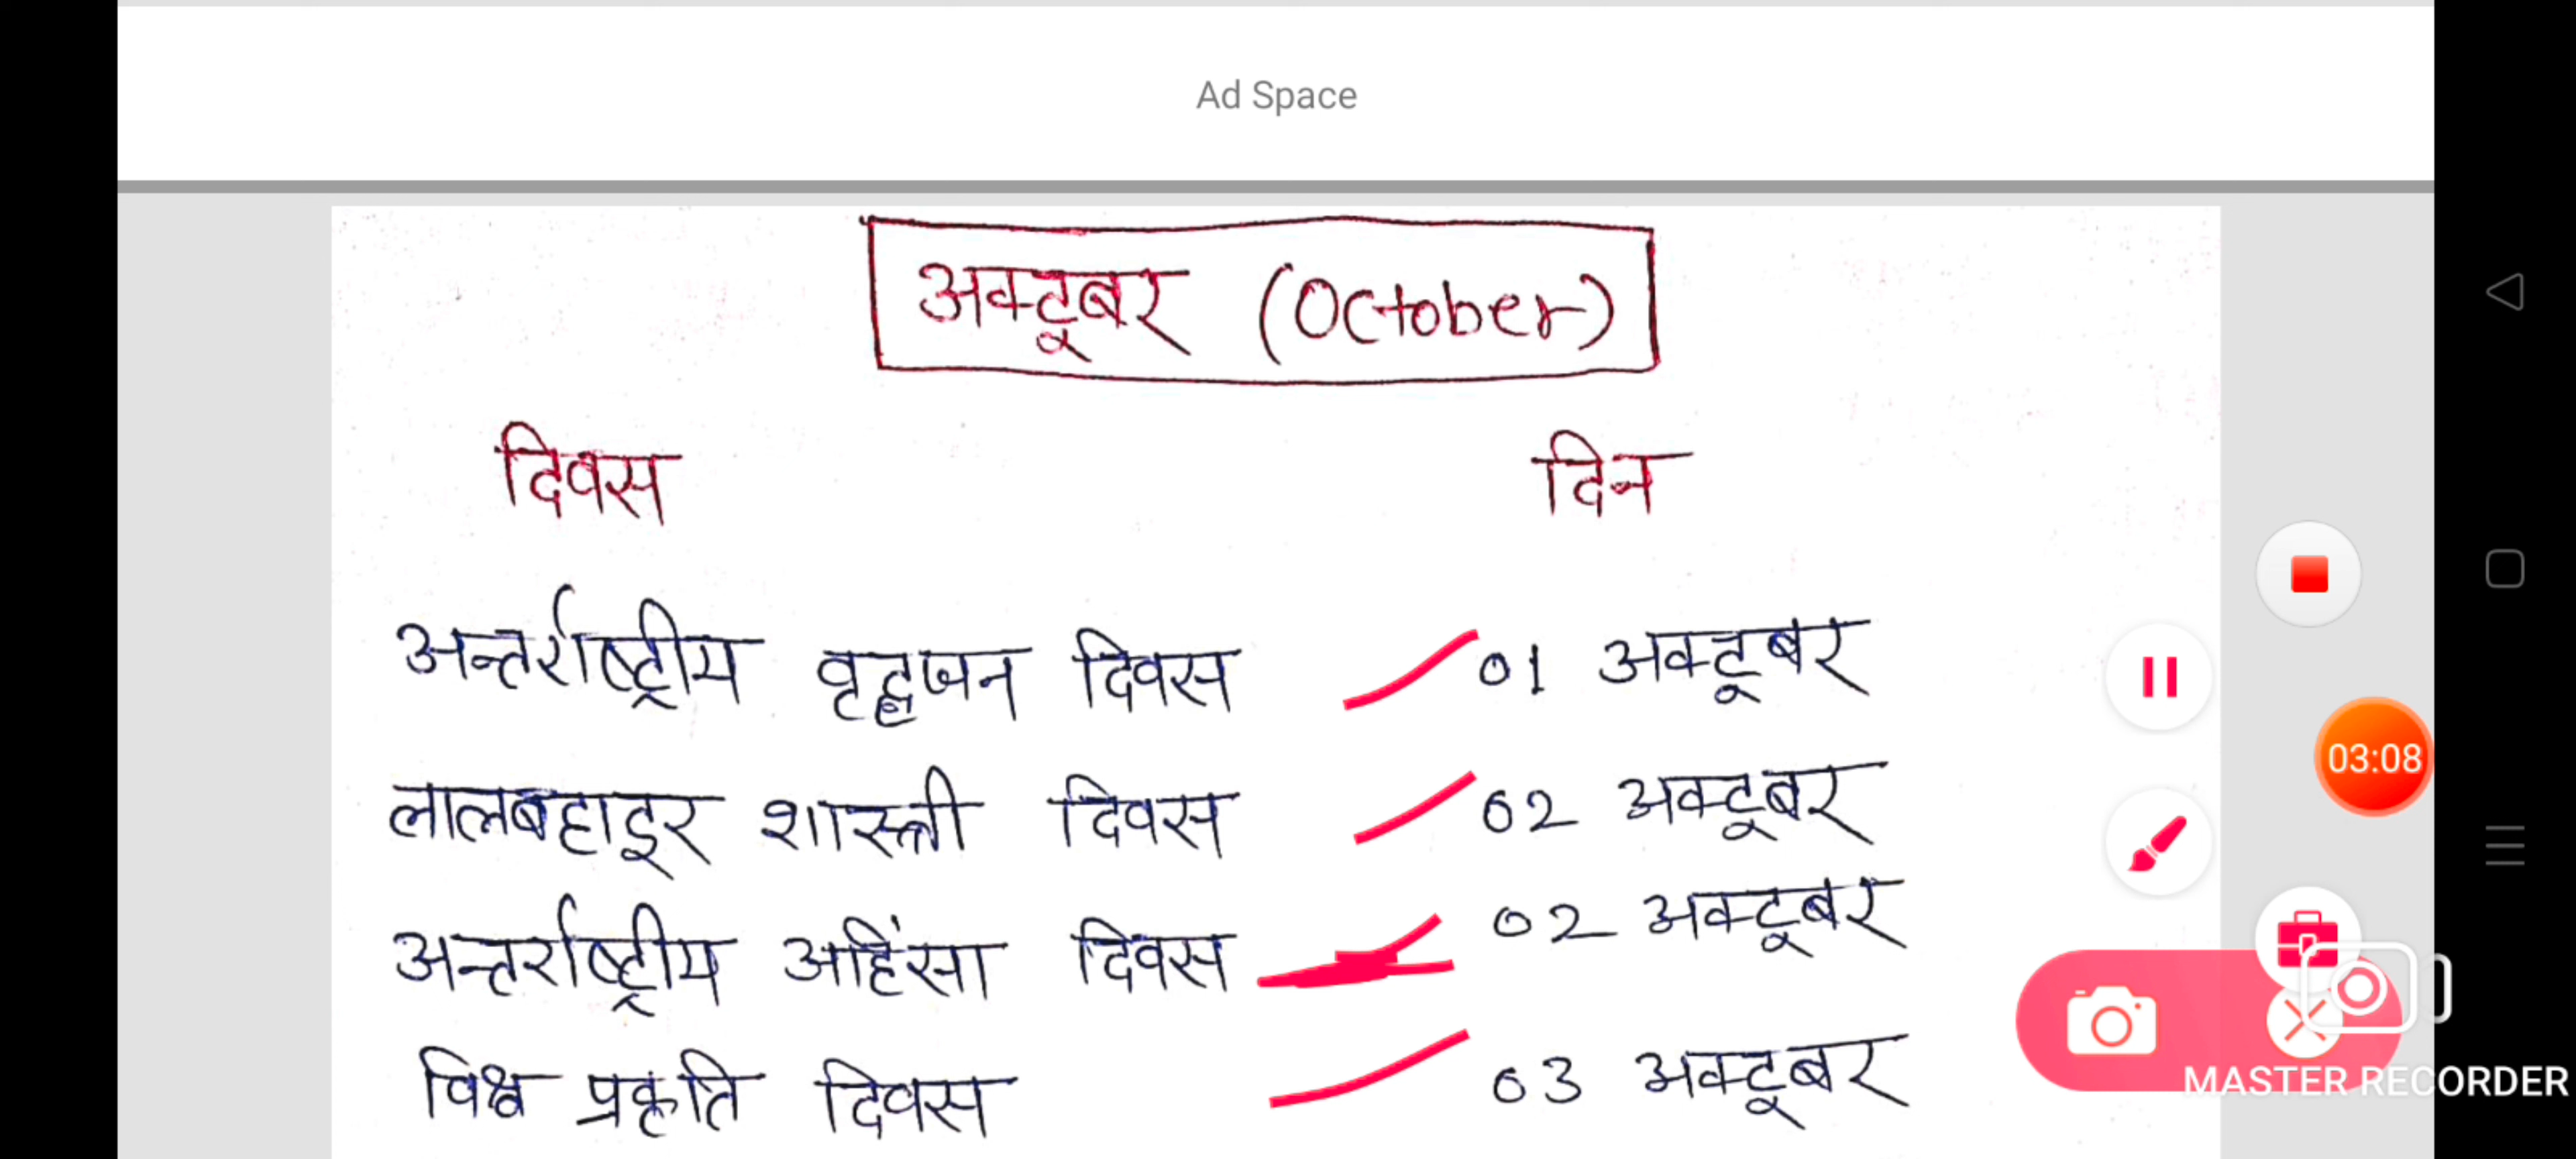 Ad Space
अक्टूबर (October)
दिवस दिन
अन्तर्राष्ट्रीय वृद्धजन दिवस 01 अक्टूबर
लालबहाइर शास्त्री दिवस 02 अक्टूबर
अन्तर्राष्ट्रीय अहिंसा दिवस 02 अक्टूबर
विश्व प्रकृति दिवस 03 अक्टूबर
03:08
MASTER RECORDER